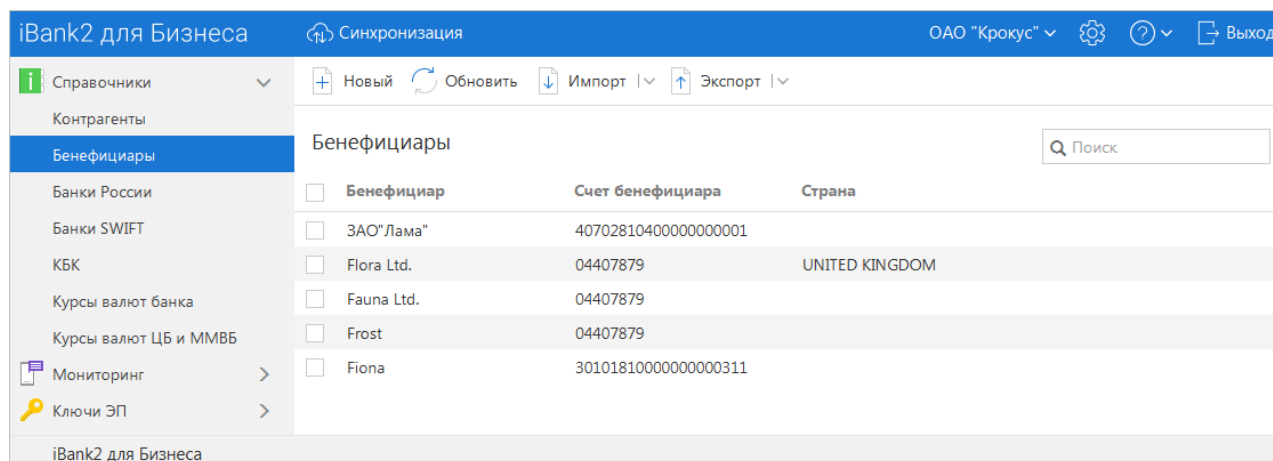 iBank2 для Бизнеса Синхронизация ОАО "Крокус" Выход
Справочники Новый Обновить Импорт Экспорт
Контрагенты
Бенефициары
Банки России
Банки SWIFT
КБК
Курсы валют банка
Курсы валют ЦБ и ММВБ
Мониторинг
Ключи ЭП
Бенефициары Поиск
Бенефициар Счет бенефициара Страна
ЗАО"Лама" 40702810400000000001
Flora Ltd. 04407879 UNITED KINGDOM
Fauna Ltd. 04407879
Frost 04407879
Fiona 30101810000000000311
iBank2 для Бизнеса